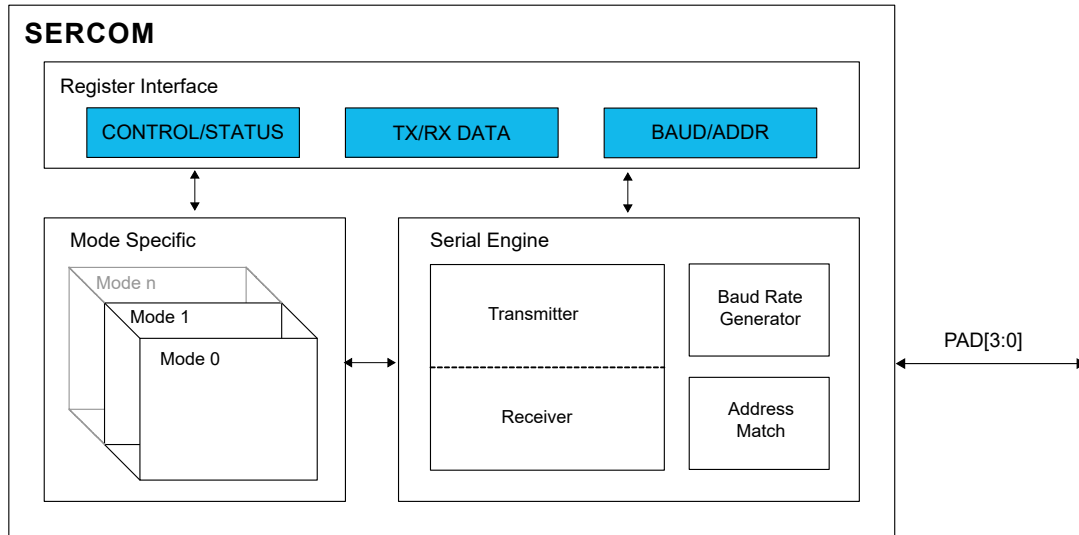 SERCOM
Register Interface
CONTROL/STATUS
TX/RX DATA
BAUD/ADDR
Mode Specific
Mode n
Mode 1
Mode 0
Serial Engine
Transmitter
Receiver
Baud Rate
Generator
Address
Match
PAD[3:0]